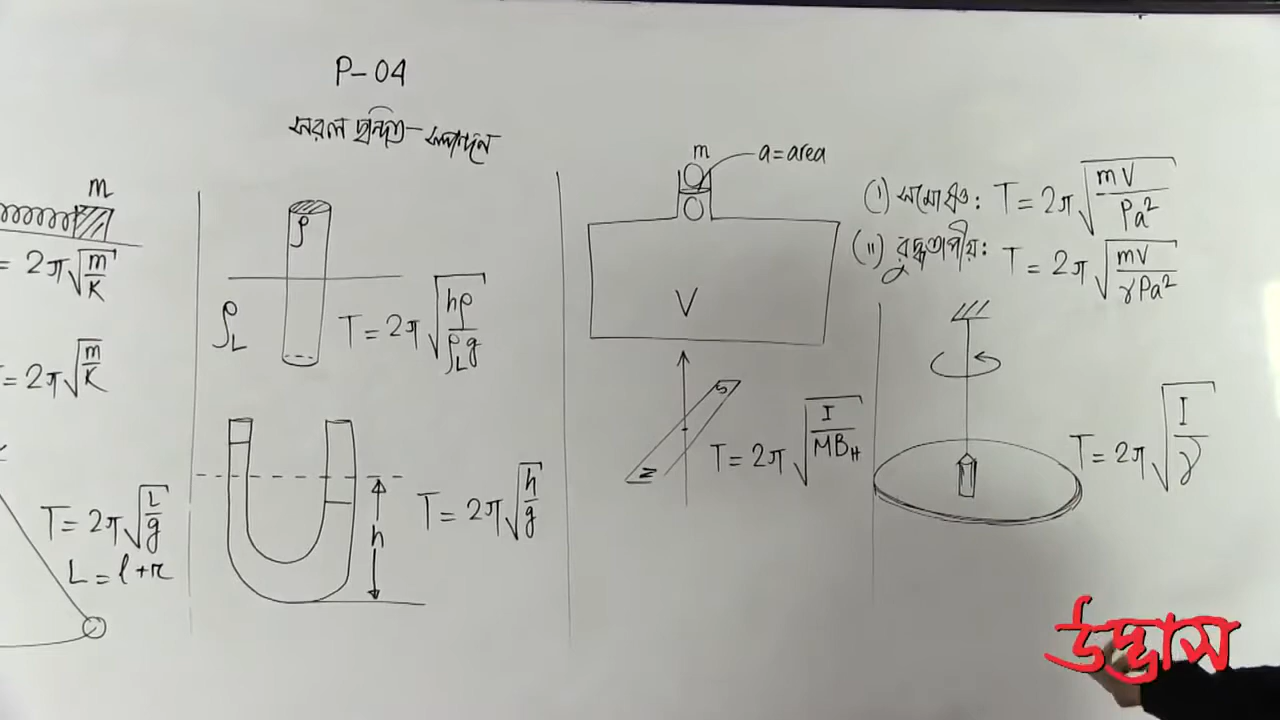 P-04
সরল ছন্দিত-স্পন্দন
m
= 2π√(m/K)
= 2π√(m/K)
T = 2π√(L/g)
L = l+r
ρ
ρL
T = 2π√(hρ/ρLg)
h
T = 2π√(h/g)
m
a = area
V
S
N
T = 2π√(I/MBH)
(i) সমোষ্ণ: T = 2π√(mV/Pa²)
(ii) রুদ্ধতাপীয়: T = 2π√(mV/γPa²)
T = 2π√(I/τ)
উদ্ভাস